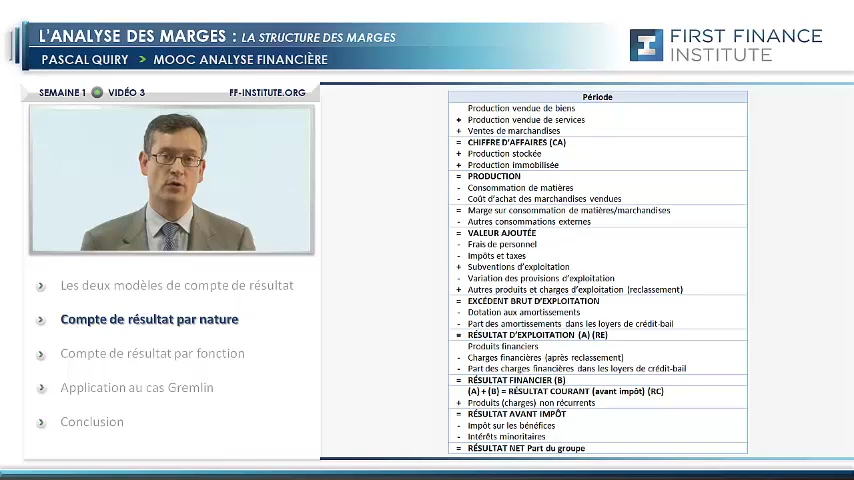 L'ANALYSE DES MARGES : LA STRUCTURE DES MARGES
PASCAL QUIRY > MOOC ANALYSE FINANCIÈRE
FIRST FINANCE
INSTITUTE
SEMAINE 1 VIDÉO 3 FF-INSTITUTE.ORG
Les deux modèles de compte de résultat
Compte de résultat par nature
Compte de résultat par fonction
Application au cas Gremlin
Conclusion
Période
Production vendue de biens
+ Production vendue de services
+ Ventes de marchandises
= CHIFFRE D'AFFAIRES (CA)
+ Production stockée
+ Production immobilisée
= PRODUCTION
- Consommation de matières
- Coût d'achat des marchandises vendues
= Marge sur consommation de matières/marchandises
- Autres consommations externes
= VALEUR AJOUTÉE
- Frais de personnel
- Impôts et taxes
+ Subventions d'exploitation
- Variation des provisions d'exploitation
+ Autres produits et charges d'exploitation (reclassement)
= EXCÉDENT BRUT D'EXPLOITATION
- Dotation aux amortissements
- Part des amortissements dans les loyers de crédit-bail
= RÉSULTAT D'EXPLOITATION (A) (RE)
Produits financiers
- Charges financières (après reclassement)
- Part des charges financières dans les loyers de crédit-bail
= RÉSULTAT FINANCIER (B)
(A) + (B) = RÉSULTAT COURANT (avant impôt) (RC)
+ Produits (charges) non récurrents
= RÉSULTAT AVANT IMPÔT
- Impôt sur les bénéfices
- Intérêts minoritaires
= RÉSULTAT NET Part du groupe